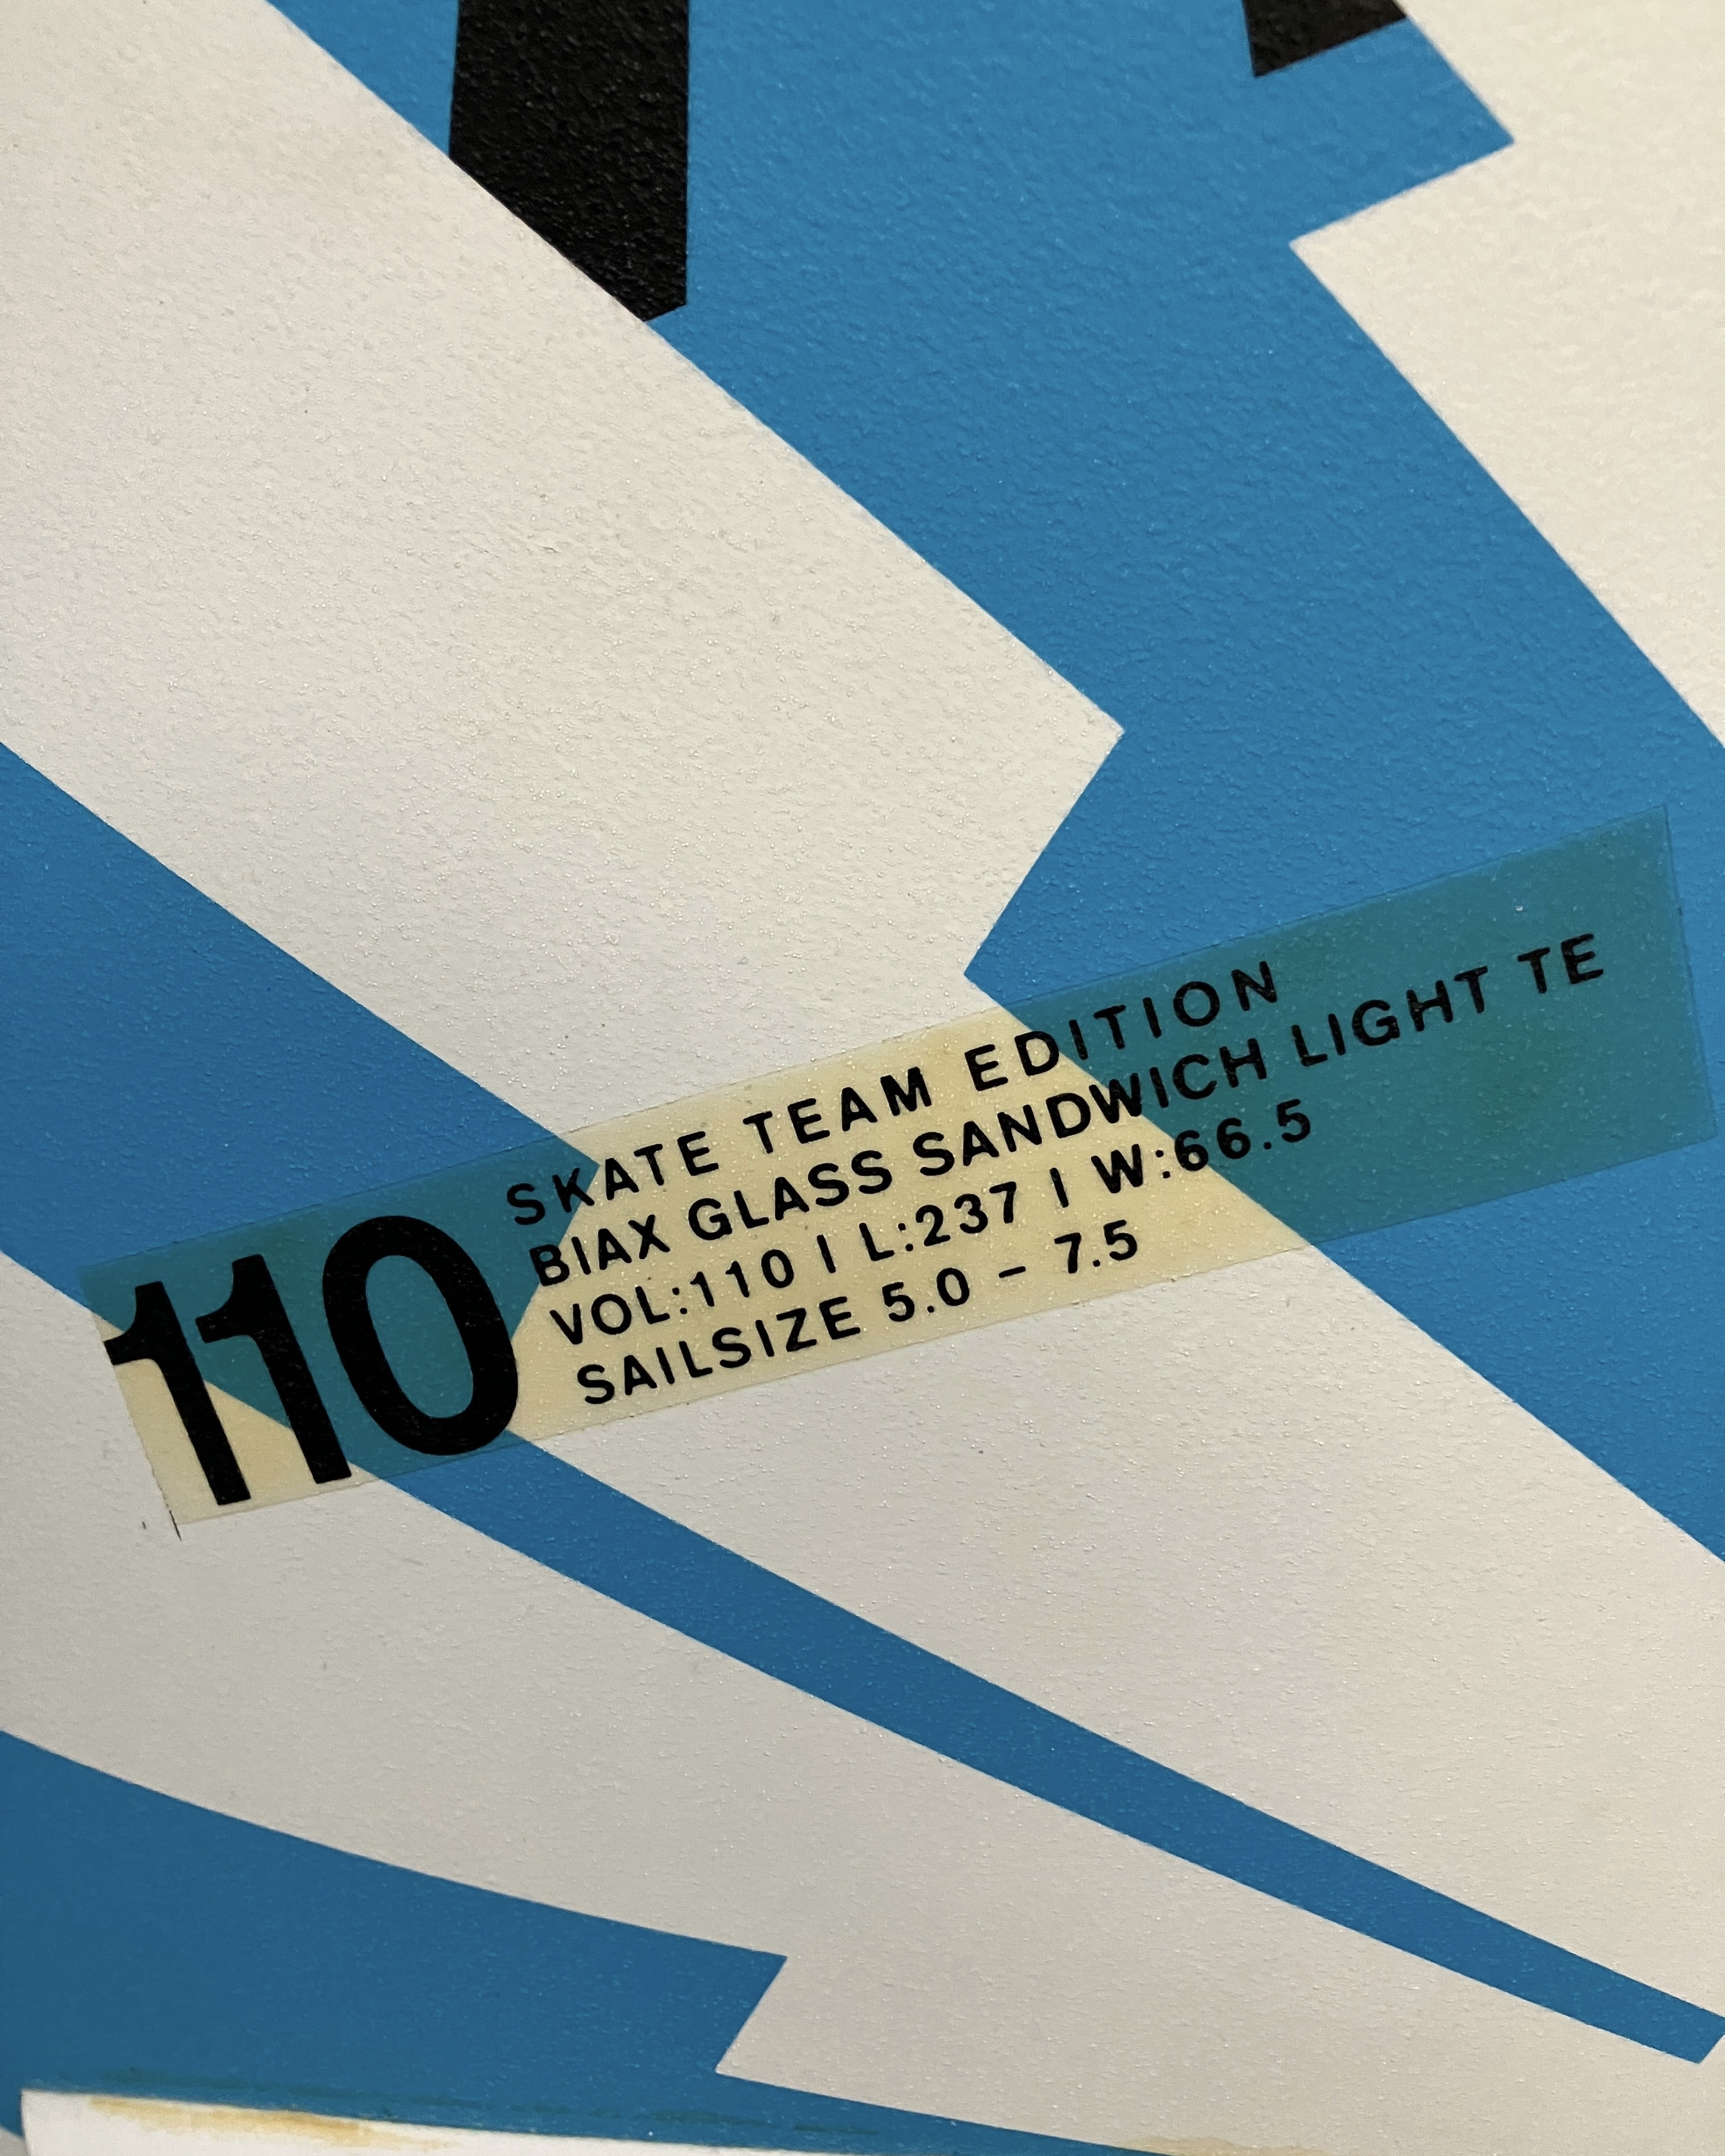 110
SKATE TEAM EDITION
BIAX GLASS SANDWICH LIGHT TE
VOL:110 I L:237 I W:66.5
SAILSIZE 5.0 – 7.5